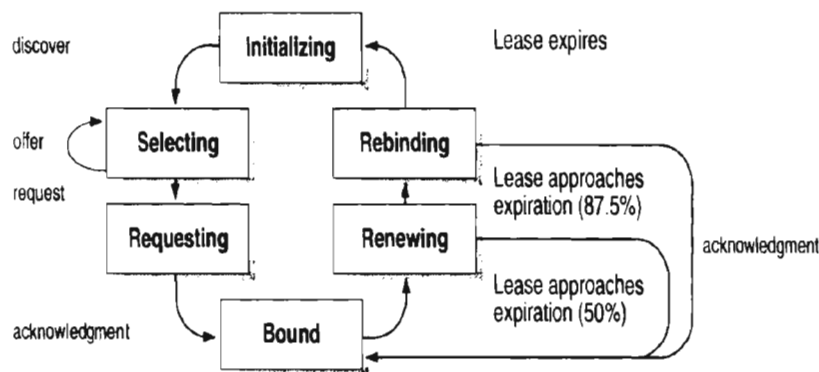 discover
Initializing
Lease expires
offer
Selecting
Rebinding
request
Lease approaches
expiration (87.5%)
Requesting
Renewing
acknowledgment
Lease approaches
expiration (50%)
acknowledgment
Bound